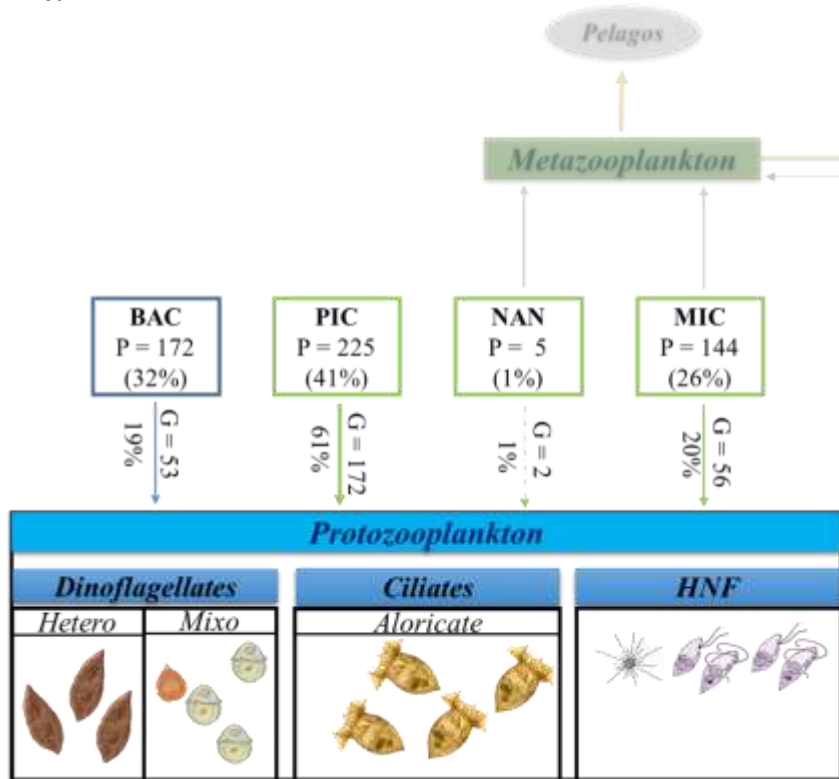 Pelagos
Metazooplankton
BAC
P = 172
(32%)
PIC
P = 225
(41%)
NAN
P = 5
(1%)
MIC
P = 144
(26%)
G = 53
19%
G = 172
61%
G = 2
1%
G = 56
20%
Protozooplankton
Dinoflagellates
Ciliates
HNF
Hetero
Mixo
Aloricate